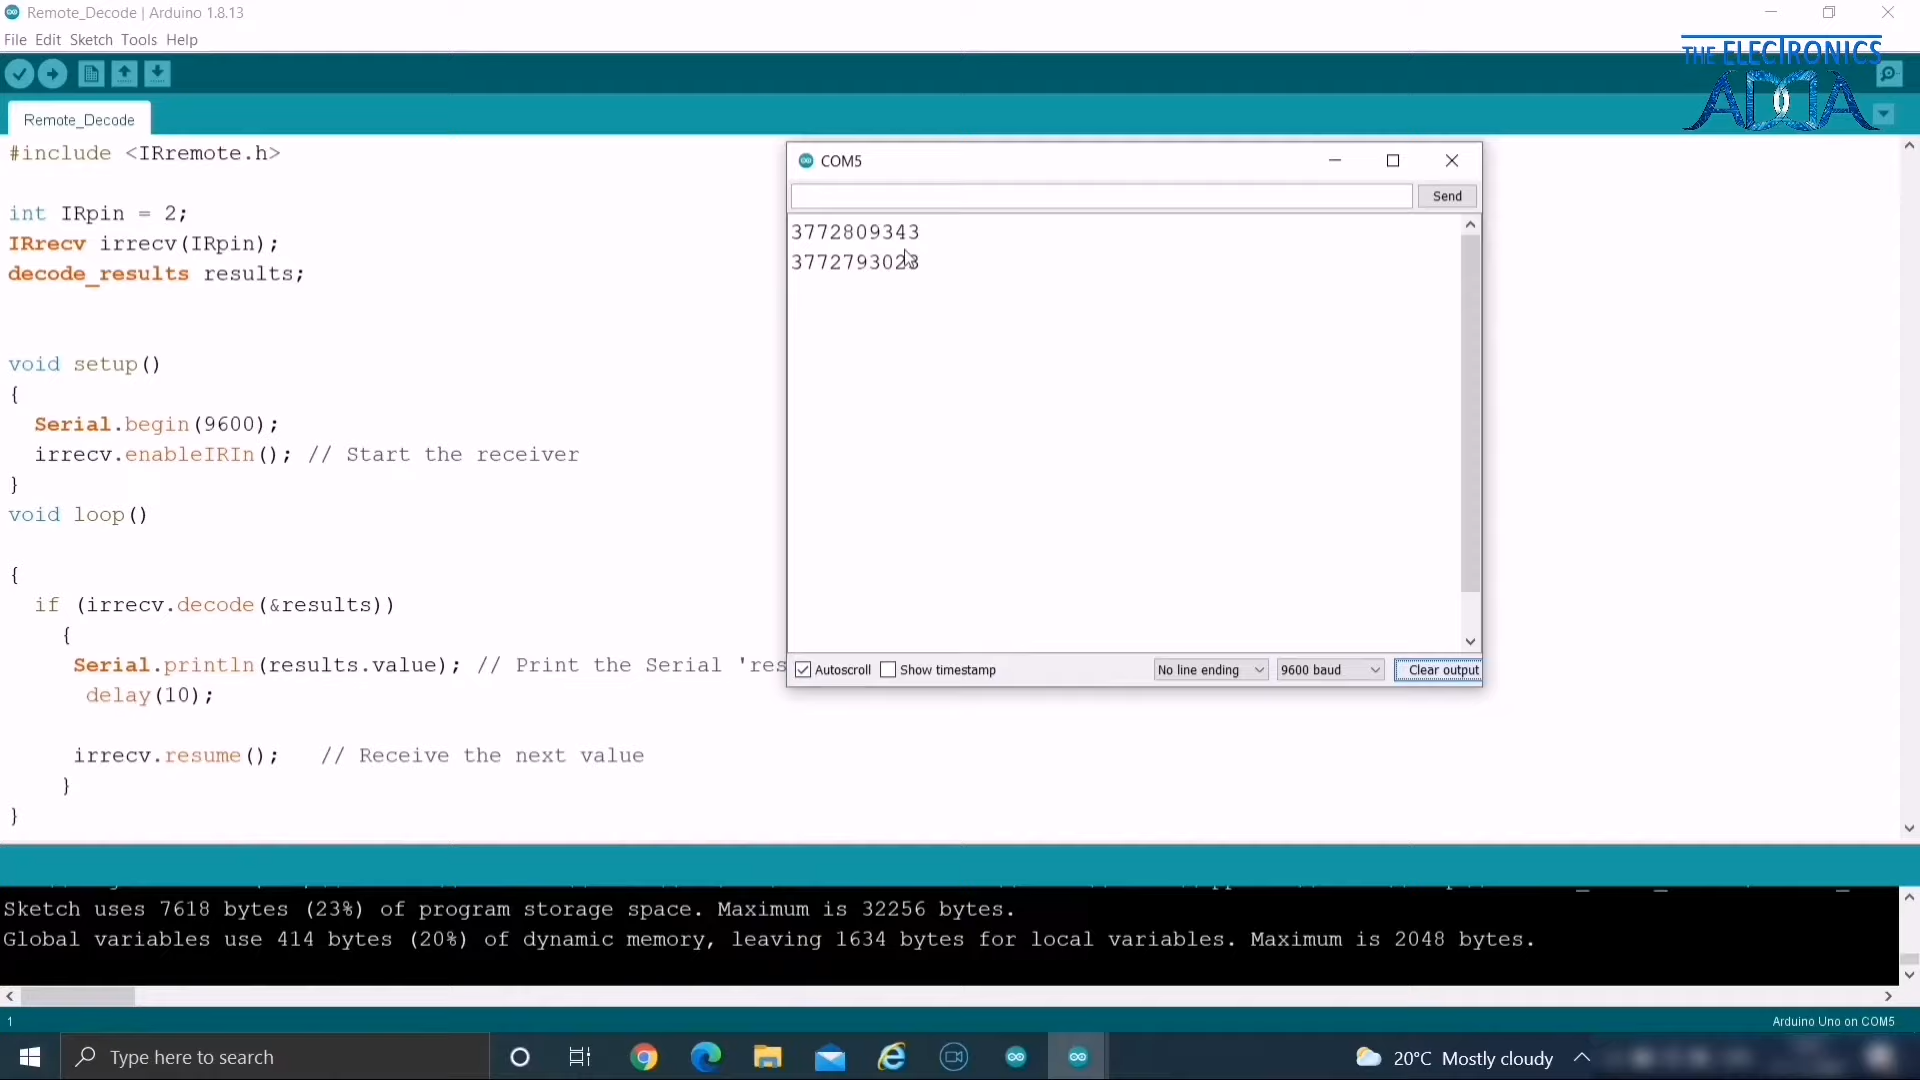 Remote_Decode | Arduino 1.8.13
File Edit Sketch Tools Help
THE ELECTRONICS
Remote_Decode
#include <IRremote.h>
int IRpin = 2;
IRrecv irrecv(IRpin);
decode_results results;
void setup()
{
Serial.begin(9600);
irrecv.enableIRIn(); // Start the receiver
}
void loop()
{
if (irrecv.decode(&results))
{
Serial.println(results.value); // Print the Serial 'res
delay(10);
irrecv.resume(); // Receive the next value
}
}
COM5
Send
3772809343
3772793023
Autoscroll Show timestamp No line ending 9600 baud Clear output
Sketch uses 7618 bytes (23%) of program storage space. Maximum is 32256 bytes.
Global variables use 414 bytes (20%) of dynamic memory, leaving 1634 bytes for local variables. Maximum is 2048 bytes.
1 Arduino Uno on COM5
Type here to search 20°C Mostly cloudy